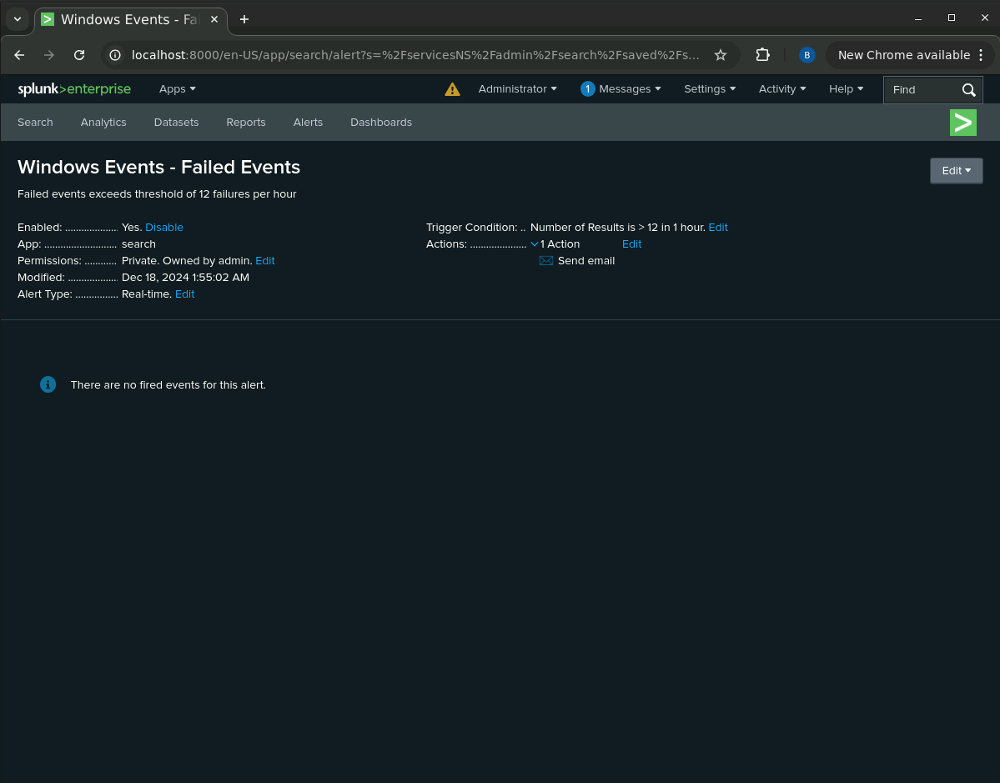 Windows Events - Fa
localhost:8000/en-US/app/search/alert?s=%2FservicesNS%2Fadmin%2Fsearch%2Fsaved%2Fs...
B
New Chrome available
splunk>enterprise
Apps
Administrator
1 Messages
Settings
Activity
Help
Find
Search
Analytics
Datasets
Reports
Alerts
Dashboards
Windows Events - Failed Events
Edit
Failed events exceeds threshold of 12 failures per hour
Enabled: ................... Yes. Disable
App: .......................... search
Permissions: ............ Private. Owned by admin. Edit
Modified: .................. Dec 18, 2024 1:55:02 AM
Alert Type: ................ Real-time. Edit
Trigger Condition: .. Number of Results is > 12 in 1 hour. Edit
Actions: ..................... 1 Action Edit
Send email
There are no fired events for this alert.